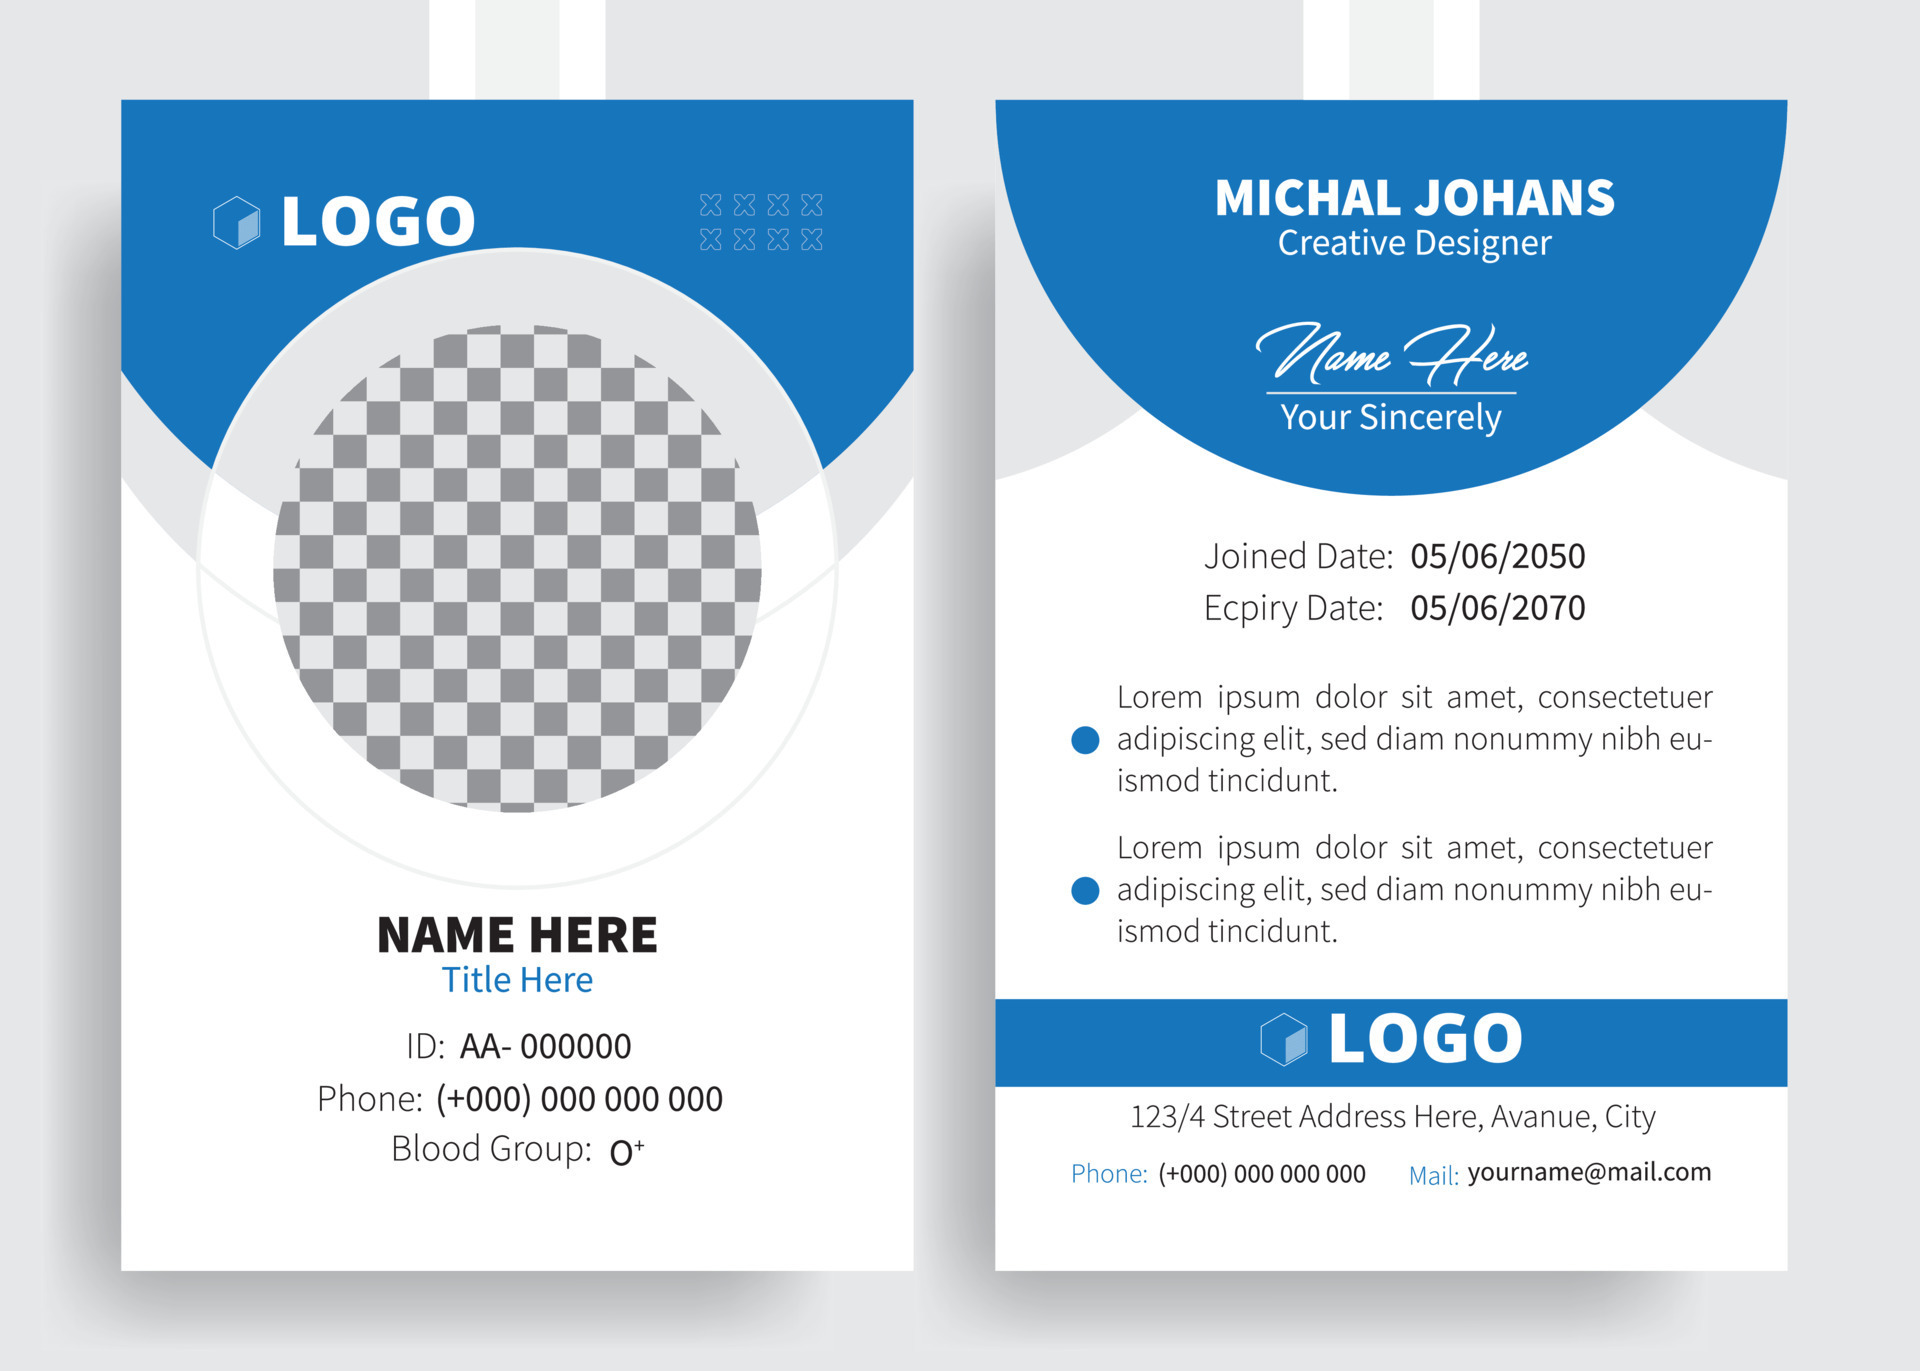 LOGO
NAME HERE
Title Here
ID: AA- 000000
Phone: (+000) 000 000 000
Blood Group: O+
MICHAL JOHANS
Creative Designer
Name Here
Your Sincerely
Joined Date: 05/06/2050
Ecpiry Date: 05/06/2070
Lorem ipsum dolor sit amet, consectetuer
adipiscing elit, sed diam nonummy nibh eu-
ismod tincidunt.
Lorem ipsum dolor sit amet, consectetuer
adipiscing elit, sed diam nonummy nibh eu-
ismod tincidunt.
LOGO
123/4 Street Address Here, Avanue, City
Phone: (+000) 000 000 000 Mail: yourname@mail.com